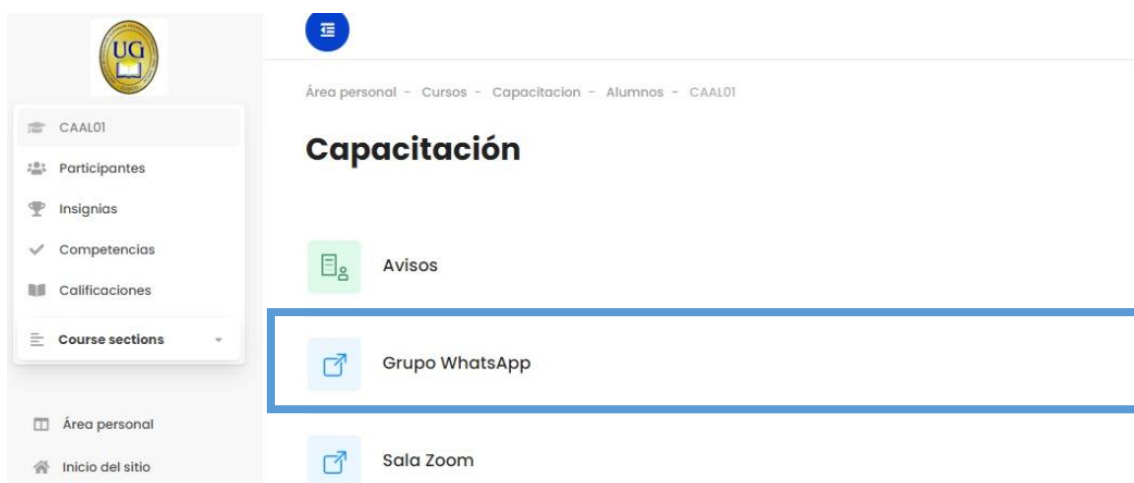 UG
CAAL01
Participantes
Insignias
Competencias
Calificaciones
Course sections
Área personal
Inicio del sitio
Área personal - Cursos - Capacitacion - Alumnos - CAAL01
Capacitación
Avisos
Grupo WhatsApp
Sala Zoom